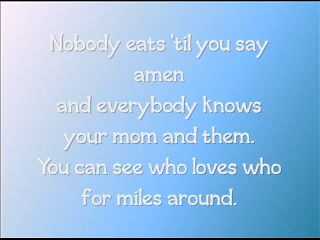 Nobody eats 'til you say
amen
and everybody knows
your mom and them.
You can see who loves who
for miles around.